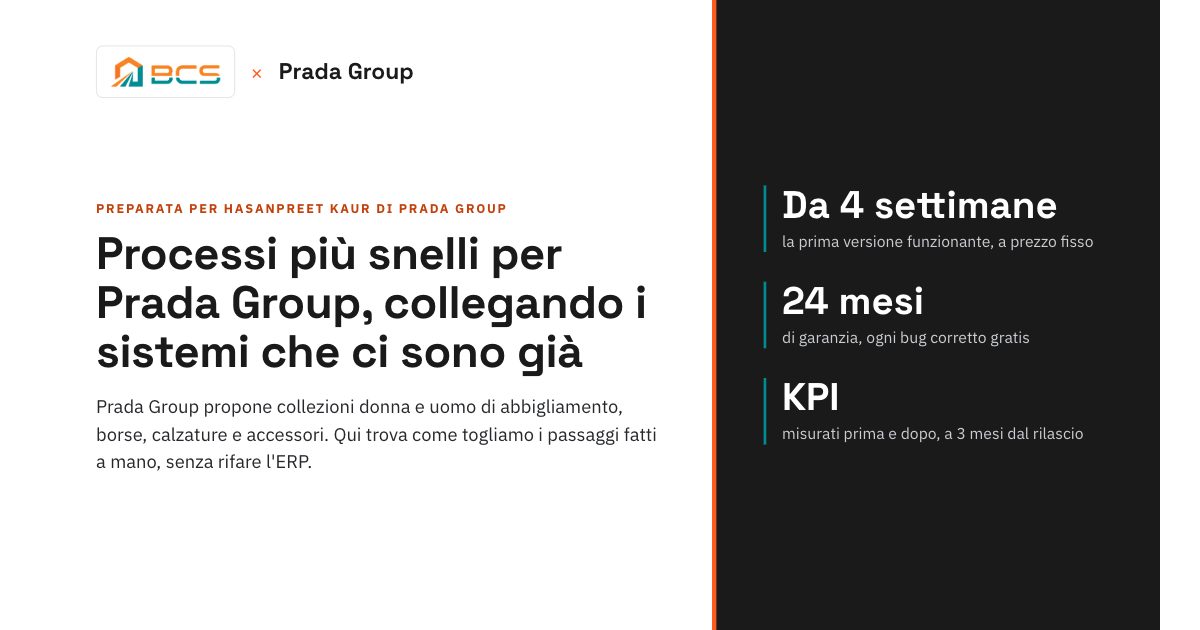 BCS × Prada Group
PREPARATA PER HASANPREET KAUR DI PRADA GROUP
Processi più snelli per
Prada Group, collegando i
sistemi che ci sono già
Prada Group propone collezioni donna e uomo di abbigliamento,
borse, calzature e accessori. Qui trova come togliamo i passaggi fatti
a mano, senza rifare l'ERP.
Da 4 settimane
la prima versione funzionante, a prezzo fisso
24 mesi
di garanzia, ogni bug corretto gratis
KPI
misurati prima e dopo, a 3 mesi dal rilascio